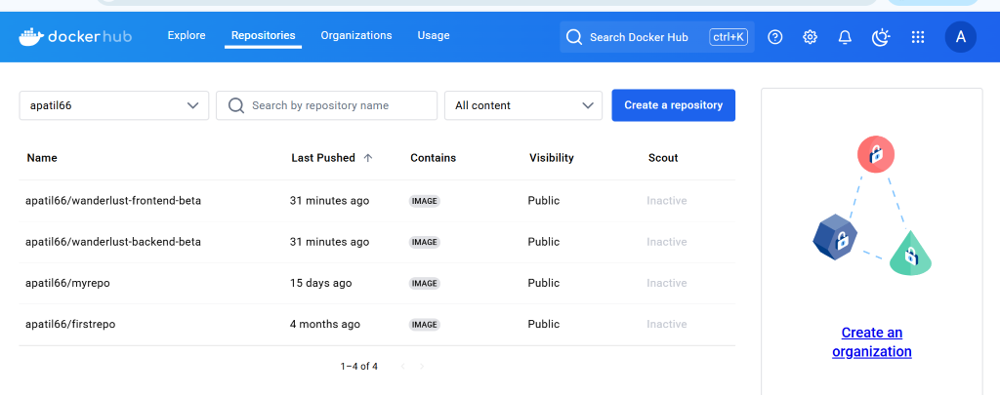 dockerhub Explore Repositories Organizations Usage Search Docker Hub ctrl+K A
apatil66 Search by repository name All content Create a repository
Name Last Pushed Contains Visibility Scout
apatil66/wanderlust-frontend-beta 31 minutes ago IMAGE Public Inactive
apatil66/wanderlust-backend-beta 31 minutes ago IMAGE Public Inactive
apatil66/myrepo 15 days ago IMAGE Public Inactive
apatil66/firstrepo 4 months ago IMAGE Public Inactive
1–4 of 4
Create an
organization